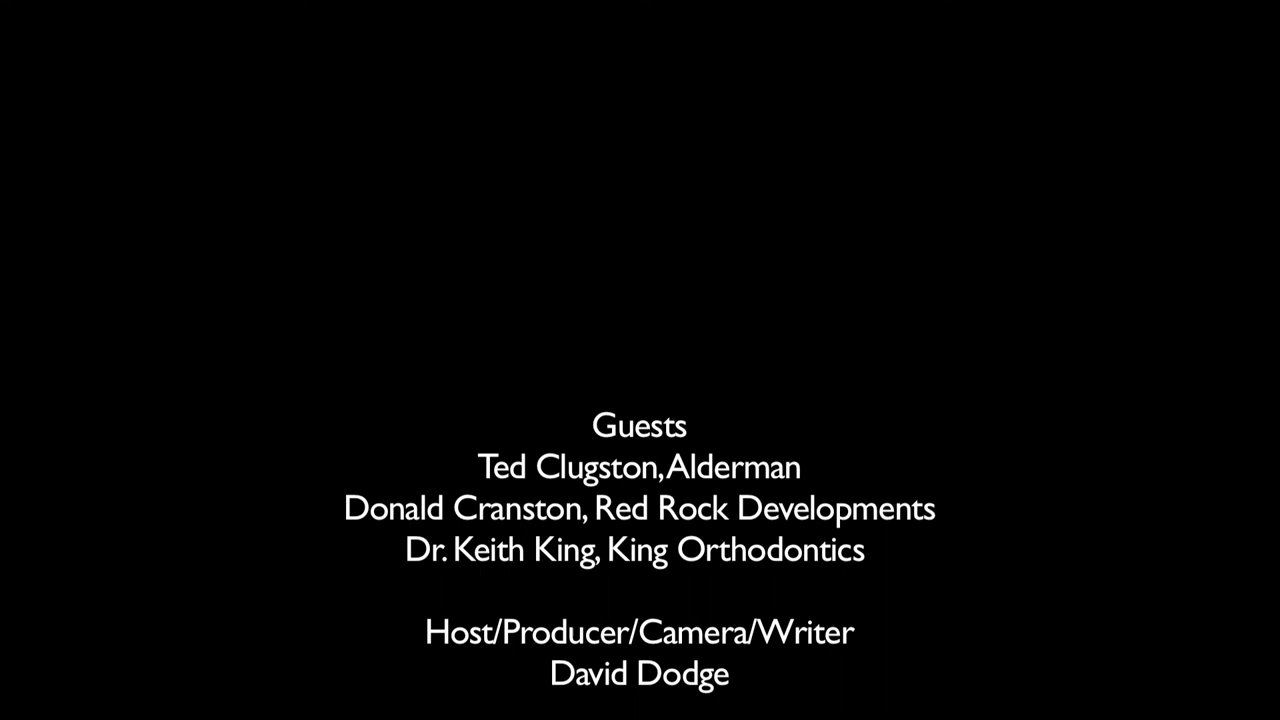 Guests
Ted Clugston, Alderman
Donald Cranston, Red Rock Developments
Dr. Keith King, King Orthodontics
Host/Producer/Camera/Writer
David Dodge